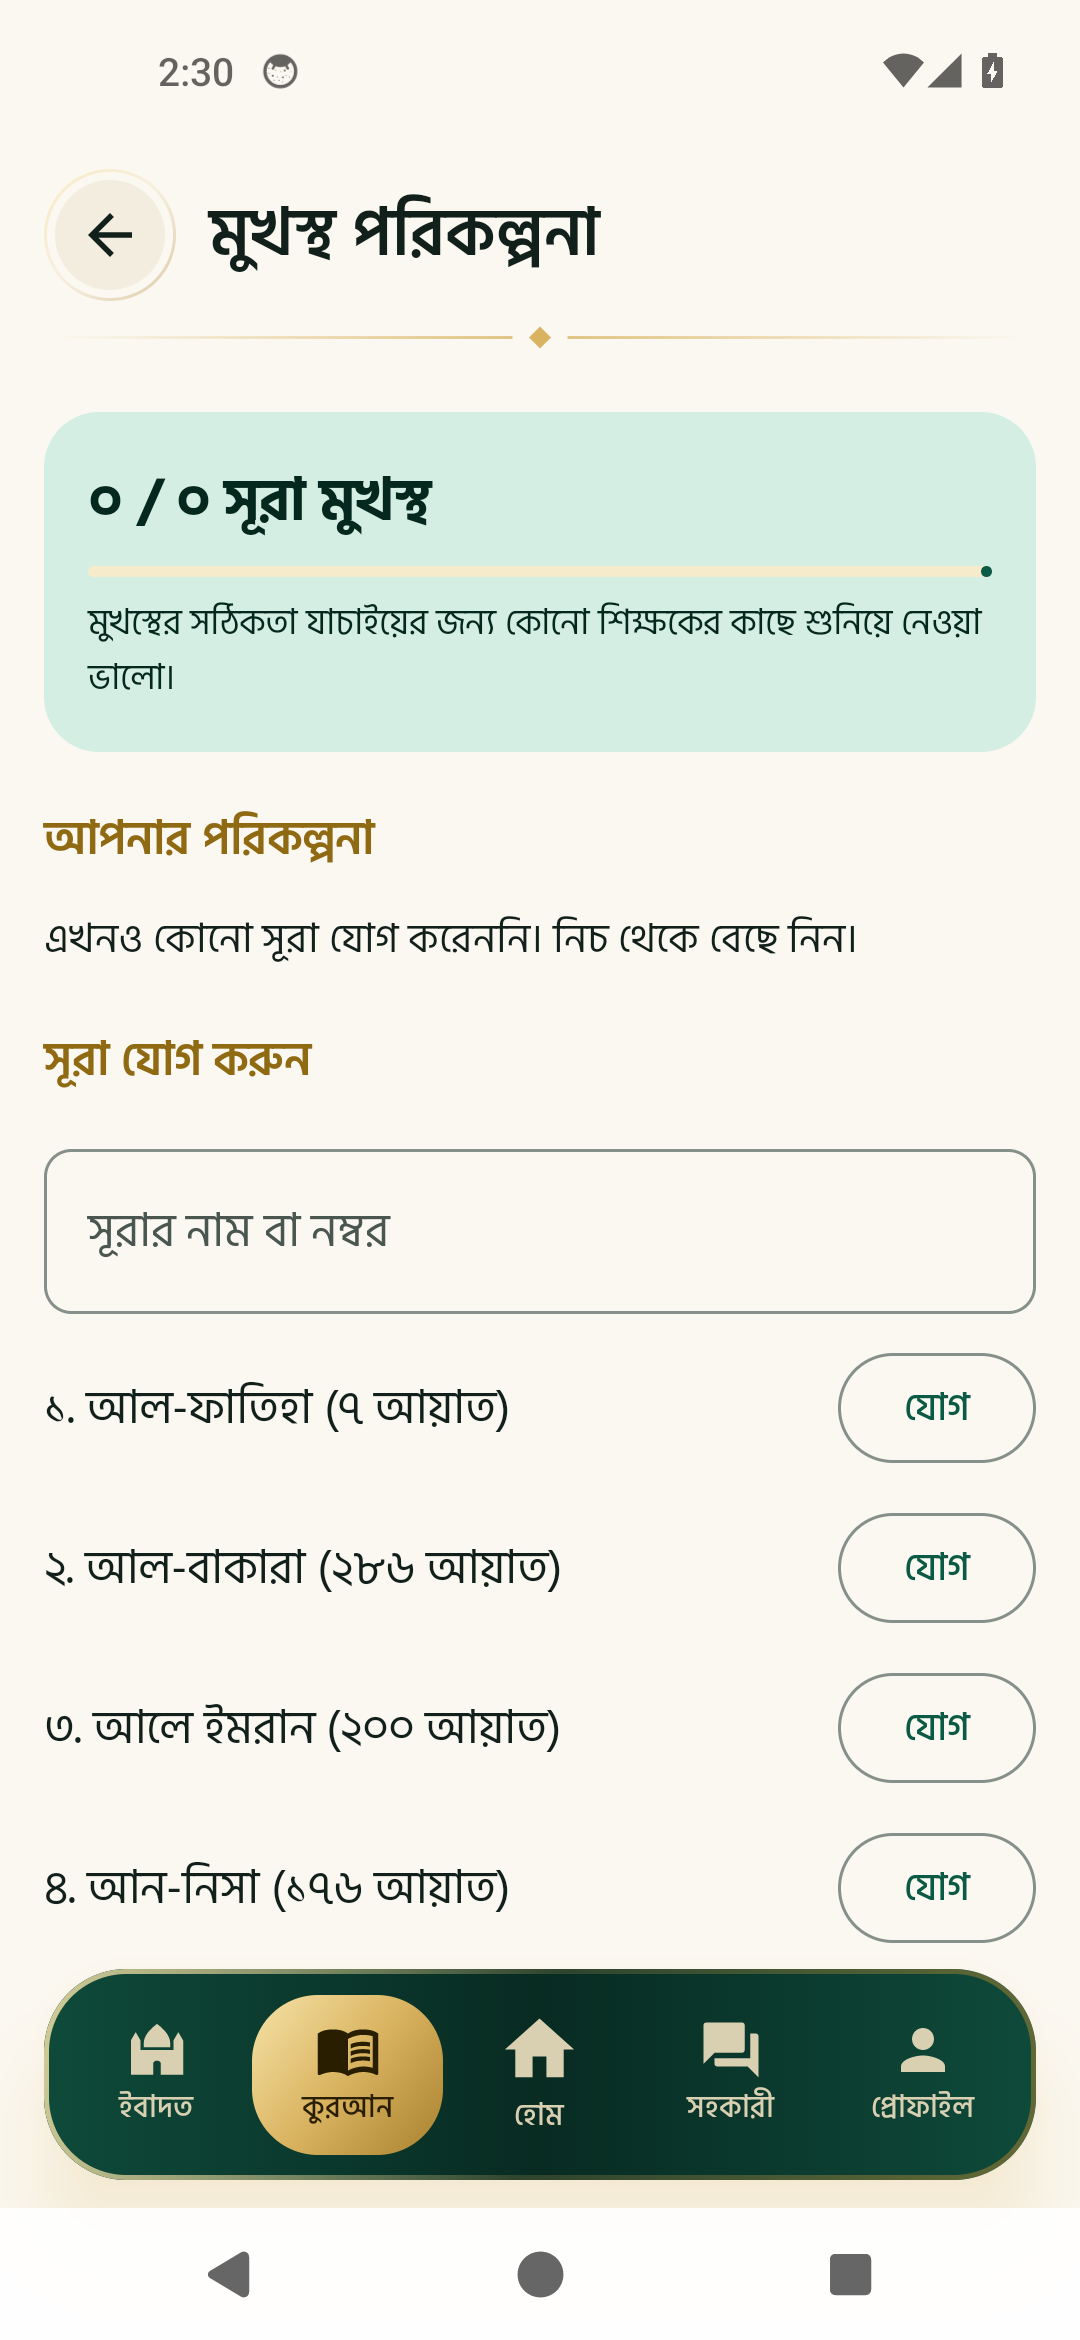 2:30
মুখস্থ পরিকল্পনা
০ / ০ সূরা মুখস্থ
মুখস্থের সঠিকতা যাচাইয়ের জন্য কোনো শিক্ষকের কাছে শুনিয়ে নেওয়া
ভালো।
আপনার পরিকল্পনা
এখনও কোনো সূরা যোগ করেননি। নিচ থেকে বেছে নিন।
সূরা যোগ করুন
সূরার নাম বা নম্বর
১. আল-ফাতিহা (৭ আয়াত) যোগ
২. আল-বাকারা (২৮৬ আয়াত) যোগ
৩. আলে ইমরান (২০০ আয়াত) যোগ
৪. আন-নিসা (১৭৬ আয়াত) যোগ
ইবাদত কুরআন হোম সহকারী প্রোফাইল